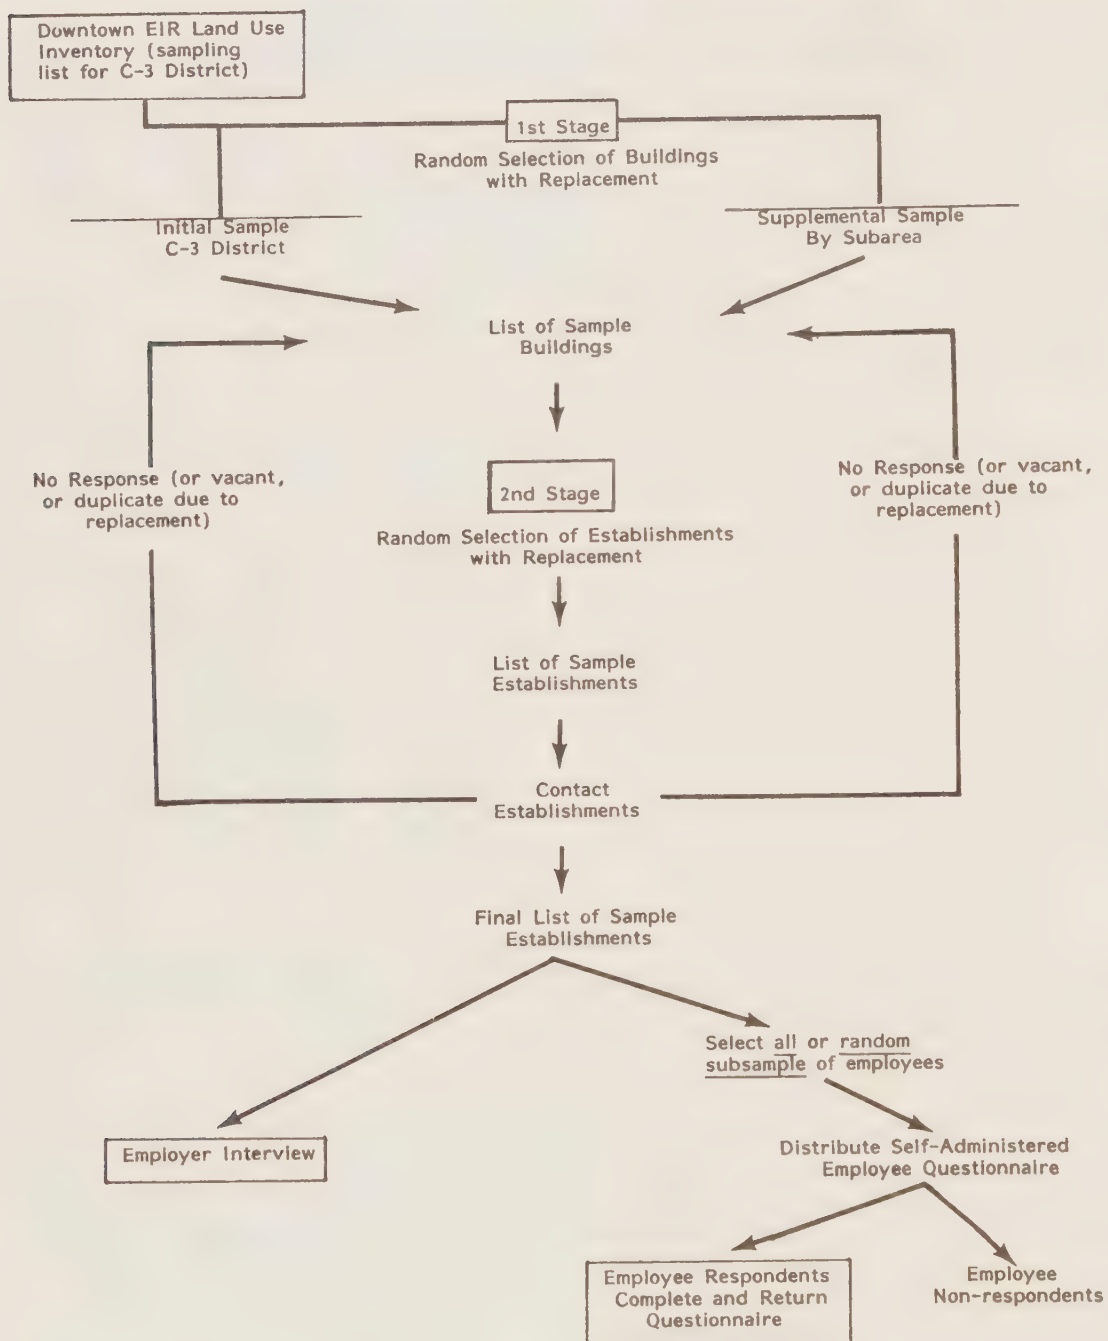 Downtown EIR Land Use
Inventory (sampling
list for C-3 District)
1st Stage
Random Selection of Buildings
with Replacement
Initial Sample
C-3 District
Supplemental Sample
By Subarea
List of Sample
Buildings
No Response (or vacant,
or duplicate due to
replacement)
2nd Stage
No Response (or vacant,
or duplicate due to
replacement)
Random Selection of Establishments
with Replacement
List of Sample
Establishments
Contact
Establishments
Final List of Sample
Establishments
Select all or random
subsample of employees
Employer Interview
Distribute Self-Administered
Employee Questionnaire
Employee Respondents
Complete and Return
Questionnaire
Employee
Non-respondents